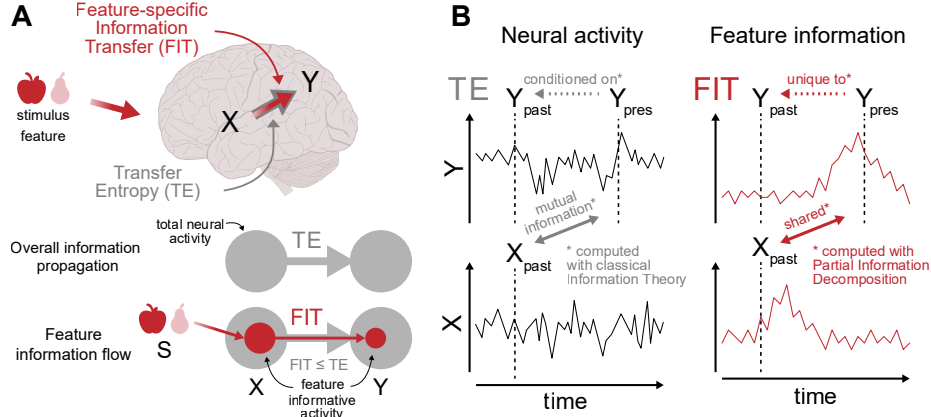 A
Feature-specific
Information
Transfer (FIT)
stimulus
feature
X
Y
Transfer
Entropy (TE)
total neural
activity
Overall information
propagation
TE
Feature
information flow
S
FIT
FIT ≤ TE
X
feature
informative
activity
Y
B
Neural activity
TE
conditioned on*
Y past
Y pres
Y
mutual
information*
X past
* computed
with classical
Information Theory
X
time
Feature information
FIT
unique to*
Y past
Y pres
shared*
X past
* computed with
Partial Information
Decomposition
time